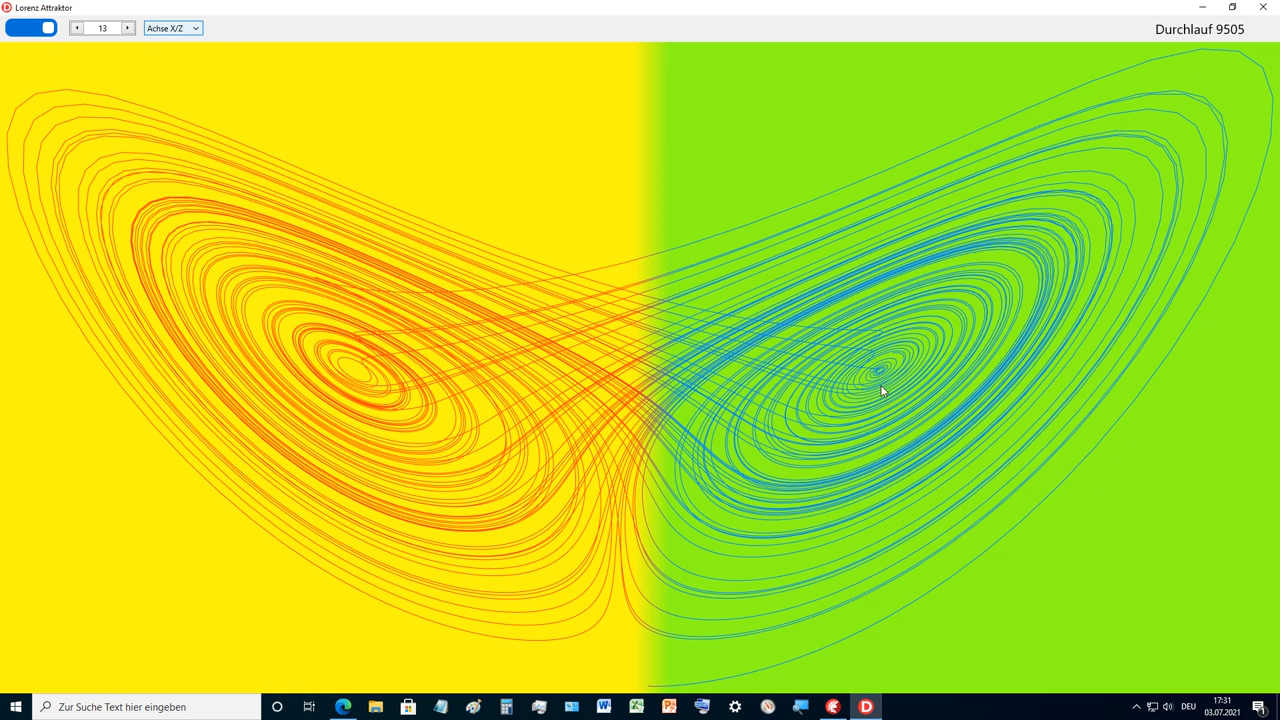 Lorenz Attraktor
13
Achse X/Z
Durchlauf 9505
Zur Suche Text hier eingeben
DEU
17:31
03.07.2021